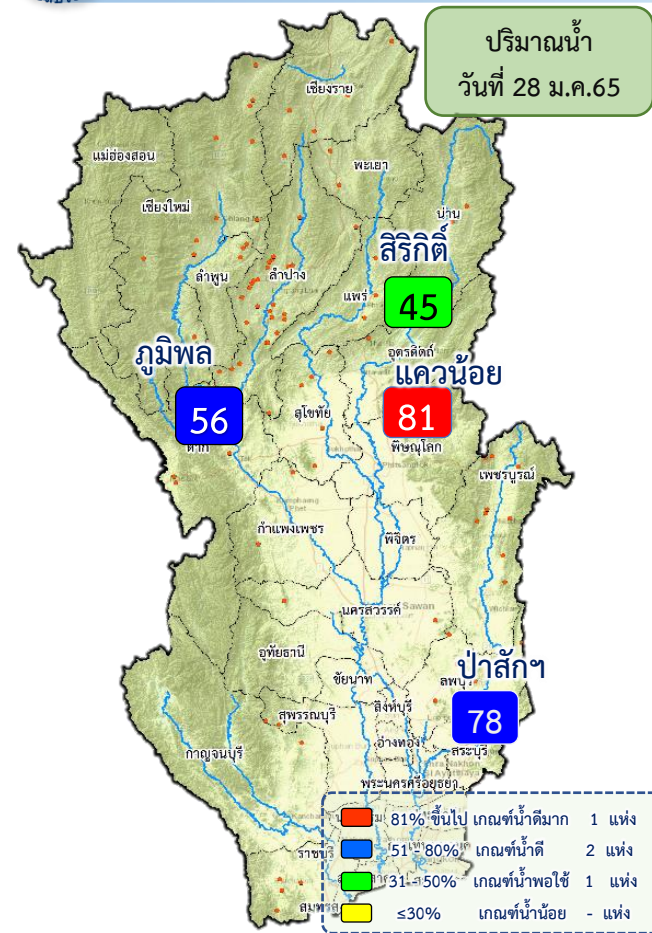 ปริมาณน้ำ
วันที่ 28 ม.ค.65
เชียงราย
แม่ฮ่องสอน
พะเยา
เชียงใหม่
น่าน
ลำพูน
ลำปาง
สิริกิติ์
45
แพร่
อุตรดิตถ์
ภูมิพล
56
ตาก
สุโขทัย
แควน้อย
81
พิษณุโลก
เพชรบูรณ์
กำแพงเพชร
พิจิตร
นครสวรรค์
Sawan
อุทัยธานี
ชัยนาท
ป่าสักฯ
78
ลพบุรี
สิงห์บุรี
สุพรรณบุรี
อ่างทอง
สระบุรี
กาญจนบุรี
พระนครศรีอยุธยา
ราชบุรี
81% ขึ้นไป เกณฑ์น้ำดีมาก 1 แห่ง
51 - 80% เกณฑ์น้ำดี 2 แห่ง
31 - 50% เกณฑ์น้ำพอใช้ 1 แห่ง
≤30% เกณฑ์น้ำน้อย - แห่ง